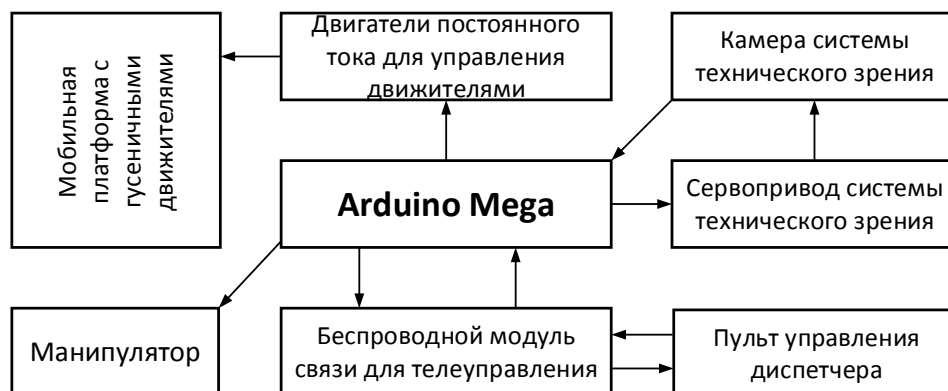 Мобильная
платформа с
гусеничными
движителями
Двигатели постоянного
тока для управления
движителями
Камера системы
технического зрения
Arduino Mega
Сервопривод системы
технического зрения
Манипулятор
Беспроводной модуль
связи для телеуправления
Пульт управления
диспетчера